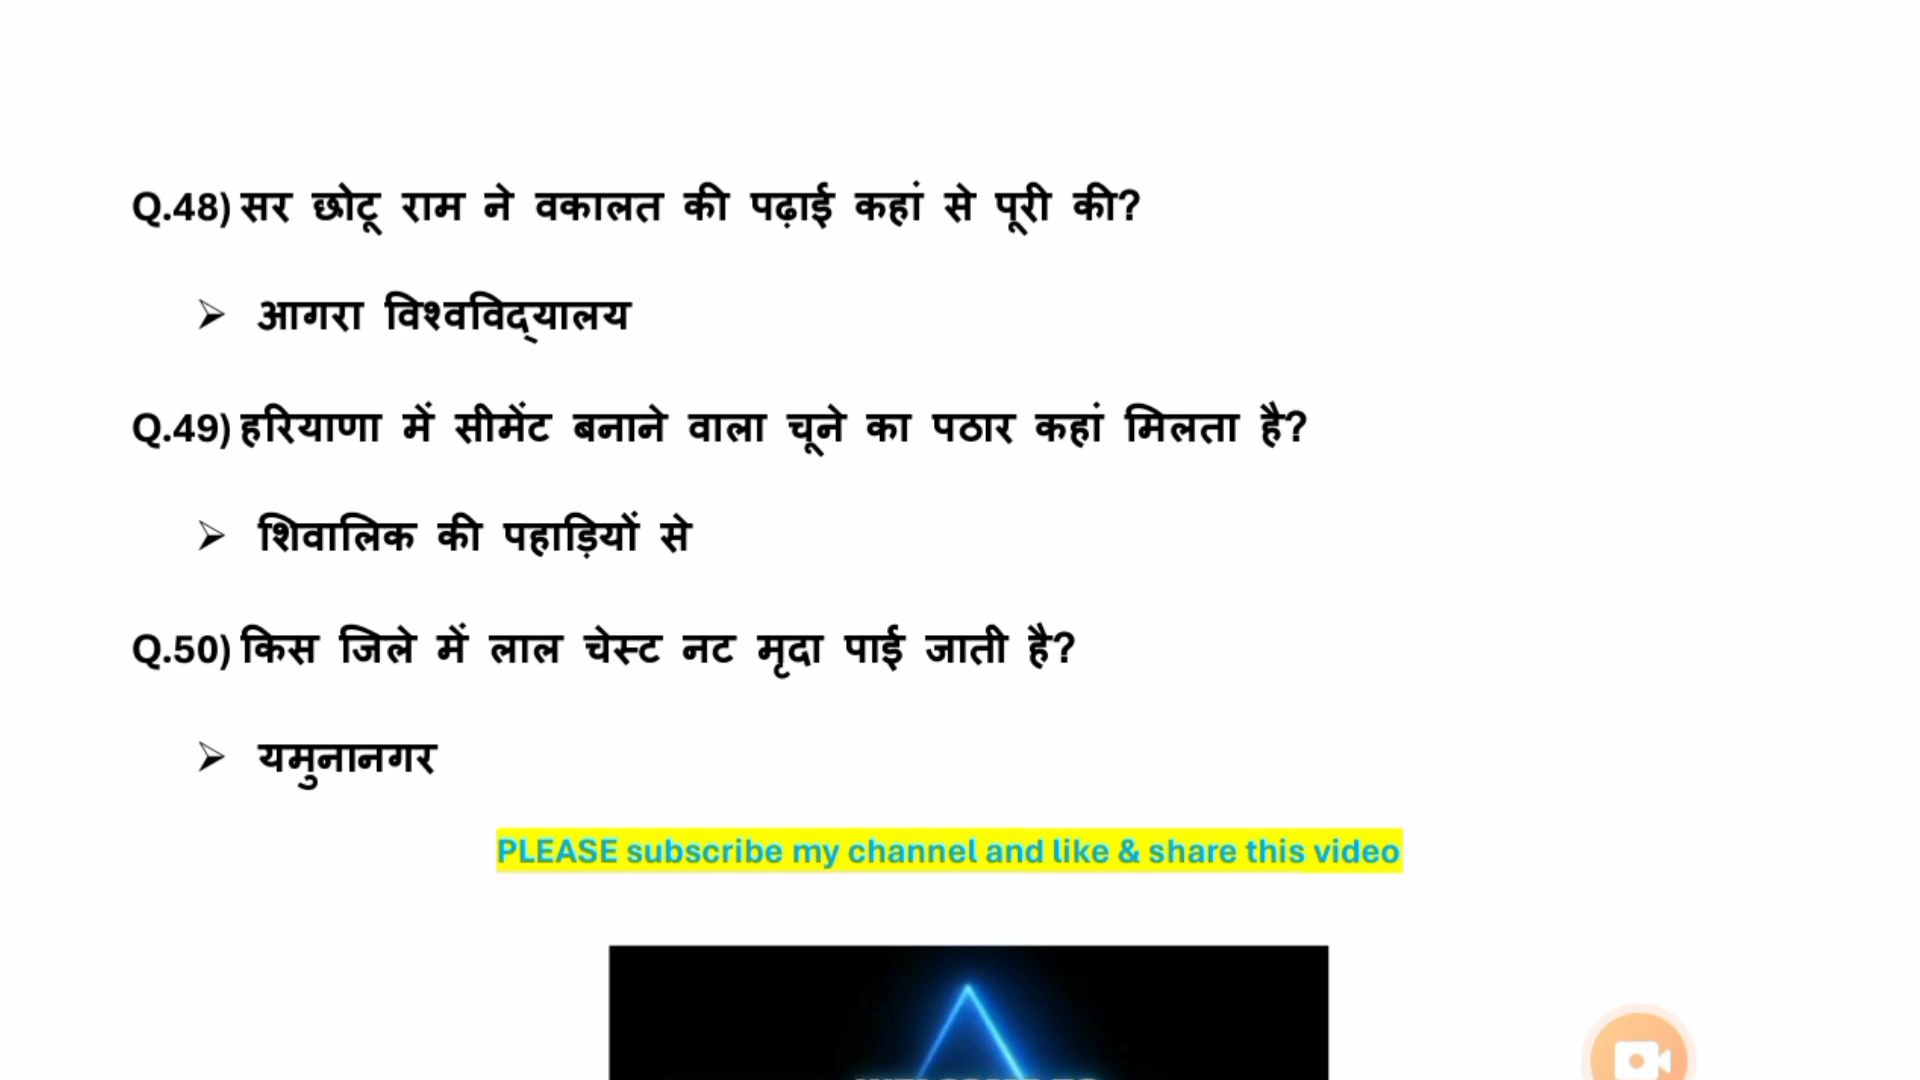 Q.48) सर छोटू राम ने वकालत की पढ़ाई कहां से पूरी की?
➢ आगरा विश्वविद्यालय
Q.49) हरियाणा में सीमेंट बनाने वाला चूने का पठार कहां मिलता है?
➢ शिवालिक की पहाड़ियों से
Q.50) किस जिले में लाल चेस्ट नट मृदा पाई जाती है?
➢ यमुनानगर
PLEASE subscribe my channel and like & share this video